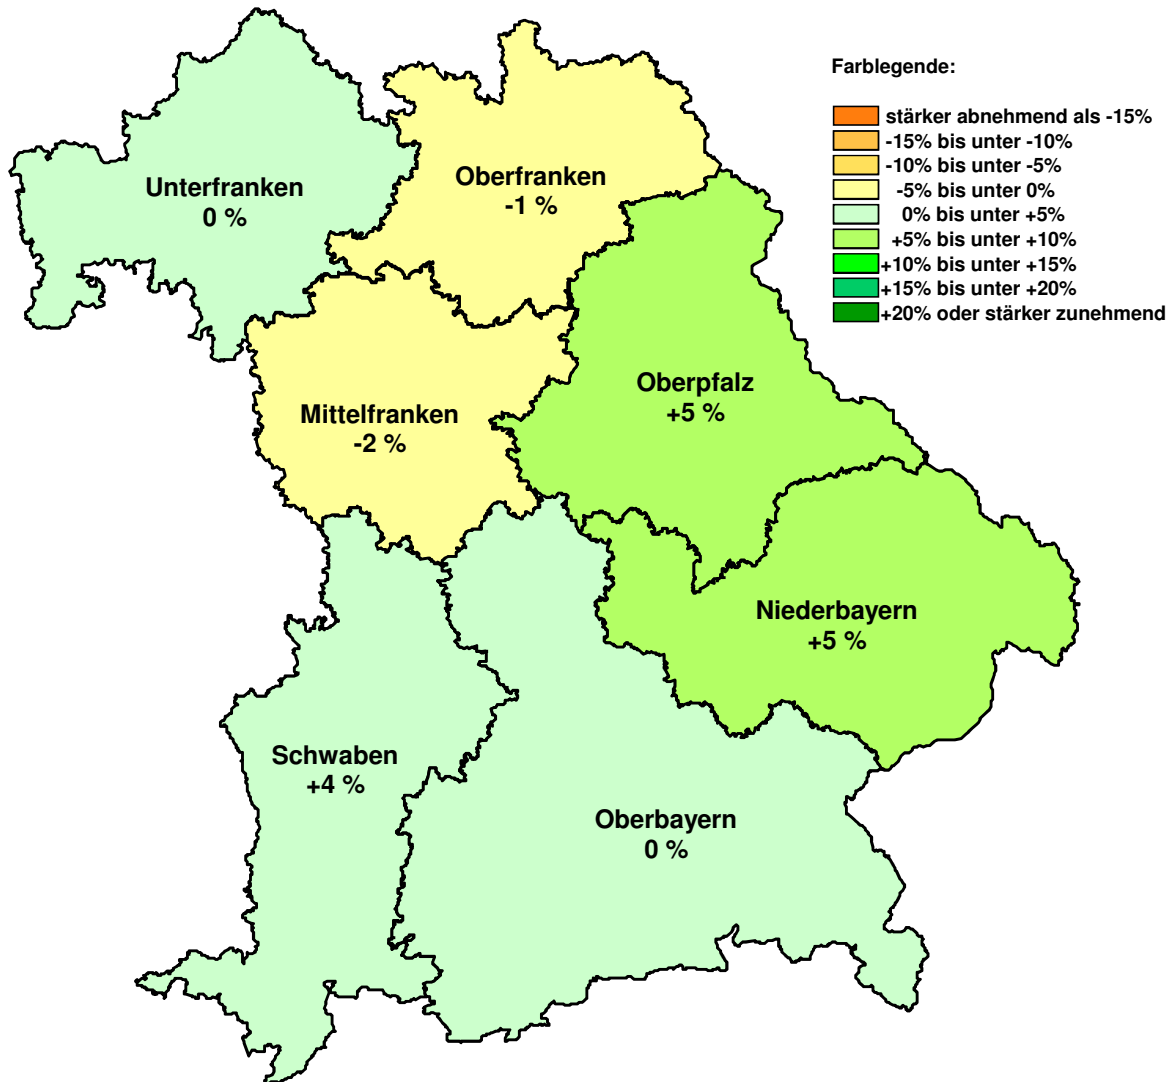 Farblegende:
stärker abnehmend als -15%
-15% bis unter -10%
-10% bis unter -5%
-5% bis unter 0%
0% bis unter +5%
+5% bis unter +10%
+10% bis unter +15%
+15% bis unter +20%
+20% oder stärker zunehmend
Unterfranken
0 %
Oberfranken
-1 %
Mittelfranken
-2 %
Oberpfalz
+5 %
Niederbayern
+5 %
Schwaben
+4 %
Oberbayern
0 %